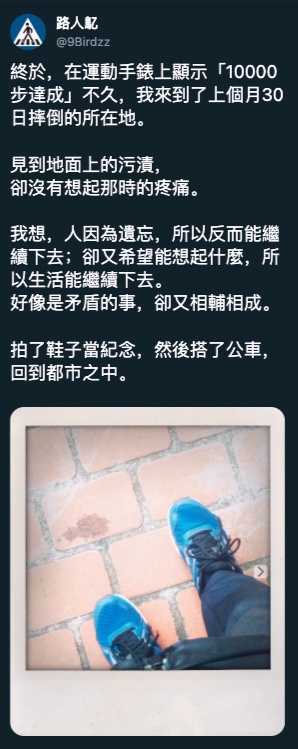 路人髧
@9Birdzz
終於，在運動手錶上顯示「10000
步達成」不久，我來到了上個月30
日摔倒的所在地。
見到地面上的污漬，
卻沒有想起那時的疼痛。
我想，人因為遺忘，所以反而能繼
續下去；卻又希望能想起什麼，所
以生活能繼續下去。
好像是矛盾的事，卻又相輔相成。
拍了鞋子當紀念，然後搭了公車，
回到都市之中。